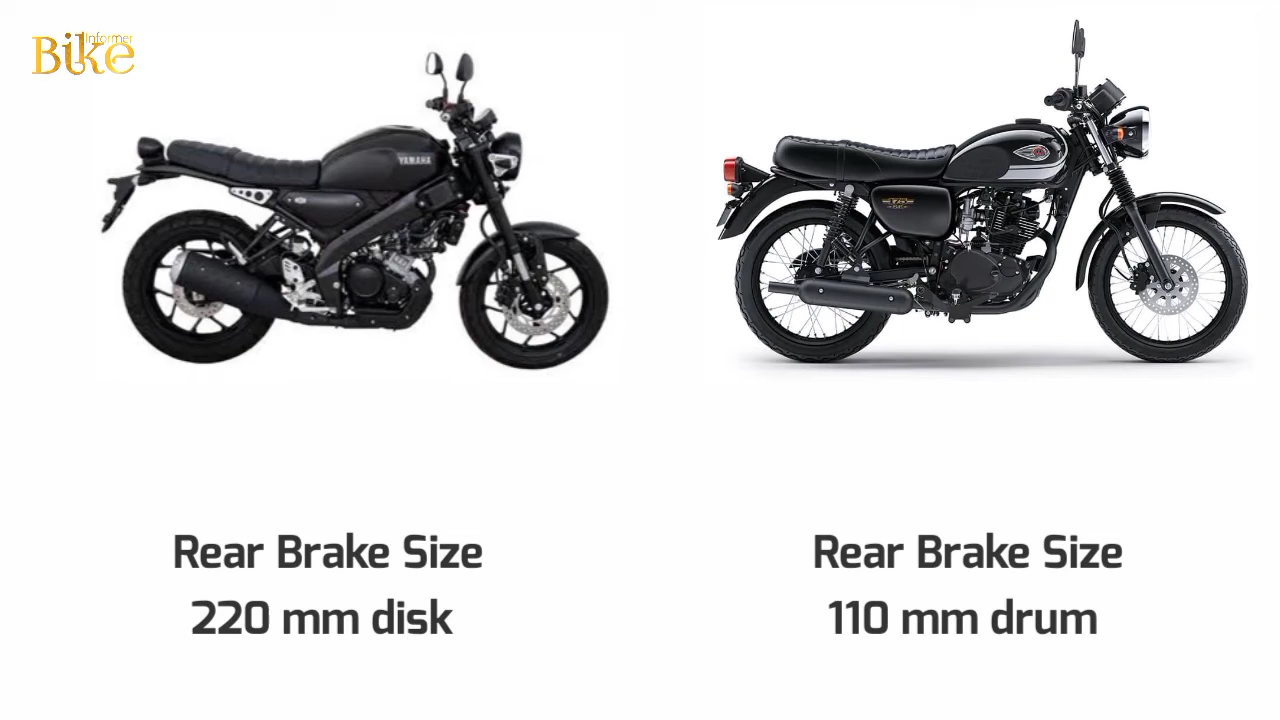 Bike Informer
YAMAHA
Rear Brake Size
220 mm disk
Rear Brake Size
110 mm drum